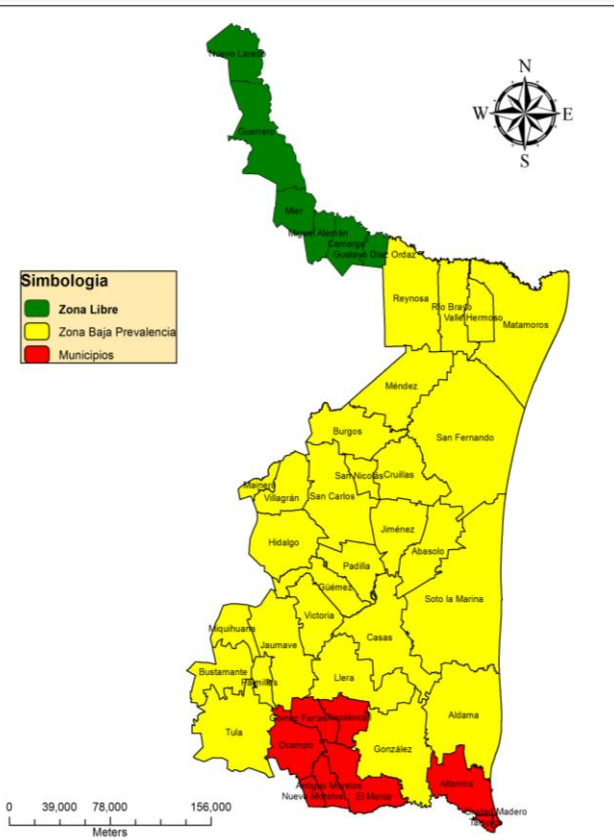 N
W
E
S
Nuevo Laredo
Guerrero
Mier
Miguel Alemán
Camargo
Gustavo Díaz Ordaz
Reynosa
Río Bravo
Valle Hermoso
Matamoros
Simbologia
Zona Libre
Zona Baja Prevalencia
Municipios
Méndez
Burgos
San Fernando
San Nicolas
Cruillas
Mainero
Villagrán
San Carlos
Jiménez
Hidalgo
Abasolo
Padilla
Güémez
Soto la Marina
Victoria
Miquihuana
Casas
Jaumave
Bustamante
Palmillas
Llera
Tula
Gómez Farías
Xicoténcatl
Aldama
Ocampo
González
Antiguo Morelos
Nuevo Morelos
El Mante
Altamira
Ciudad Madero
Tampico
0 39,000 78,000 156,000
Meters